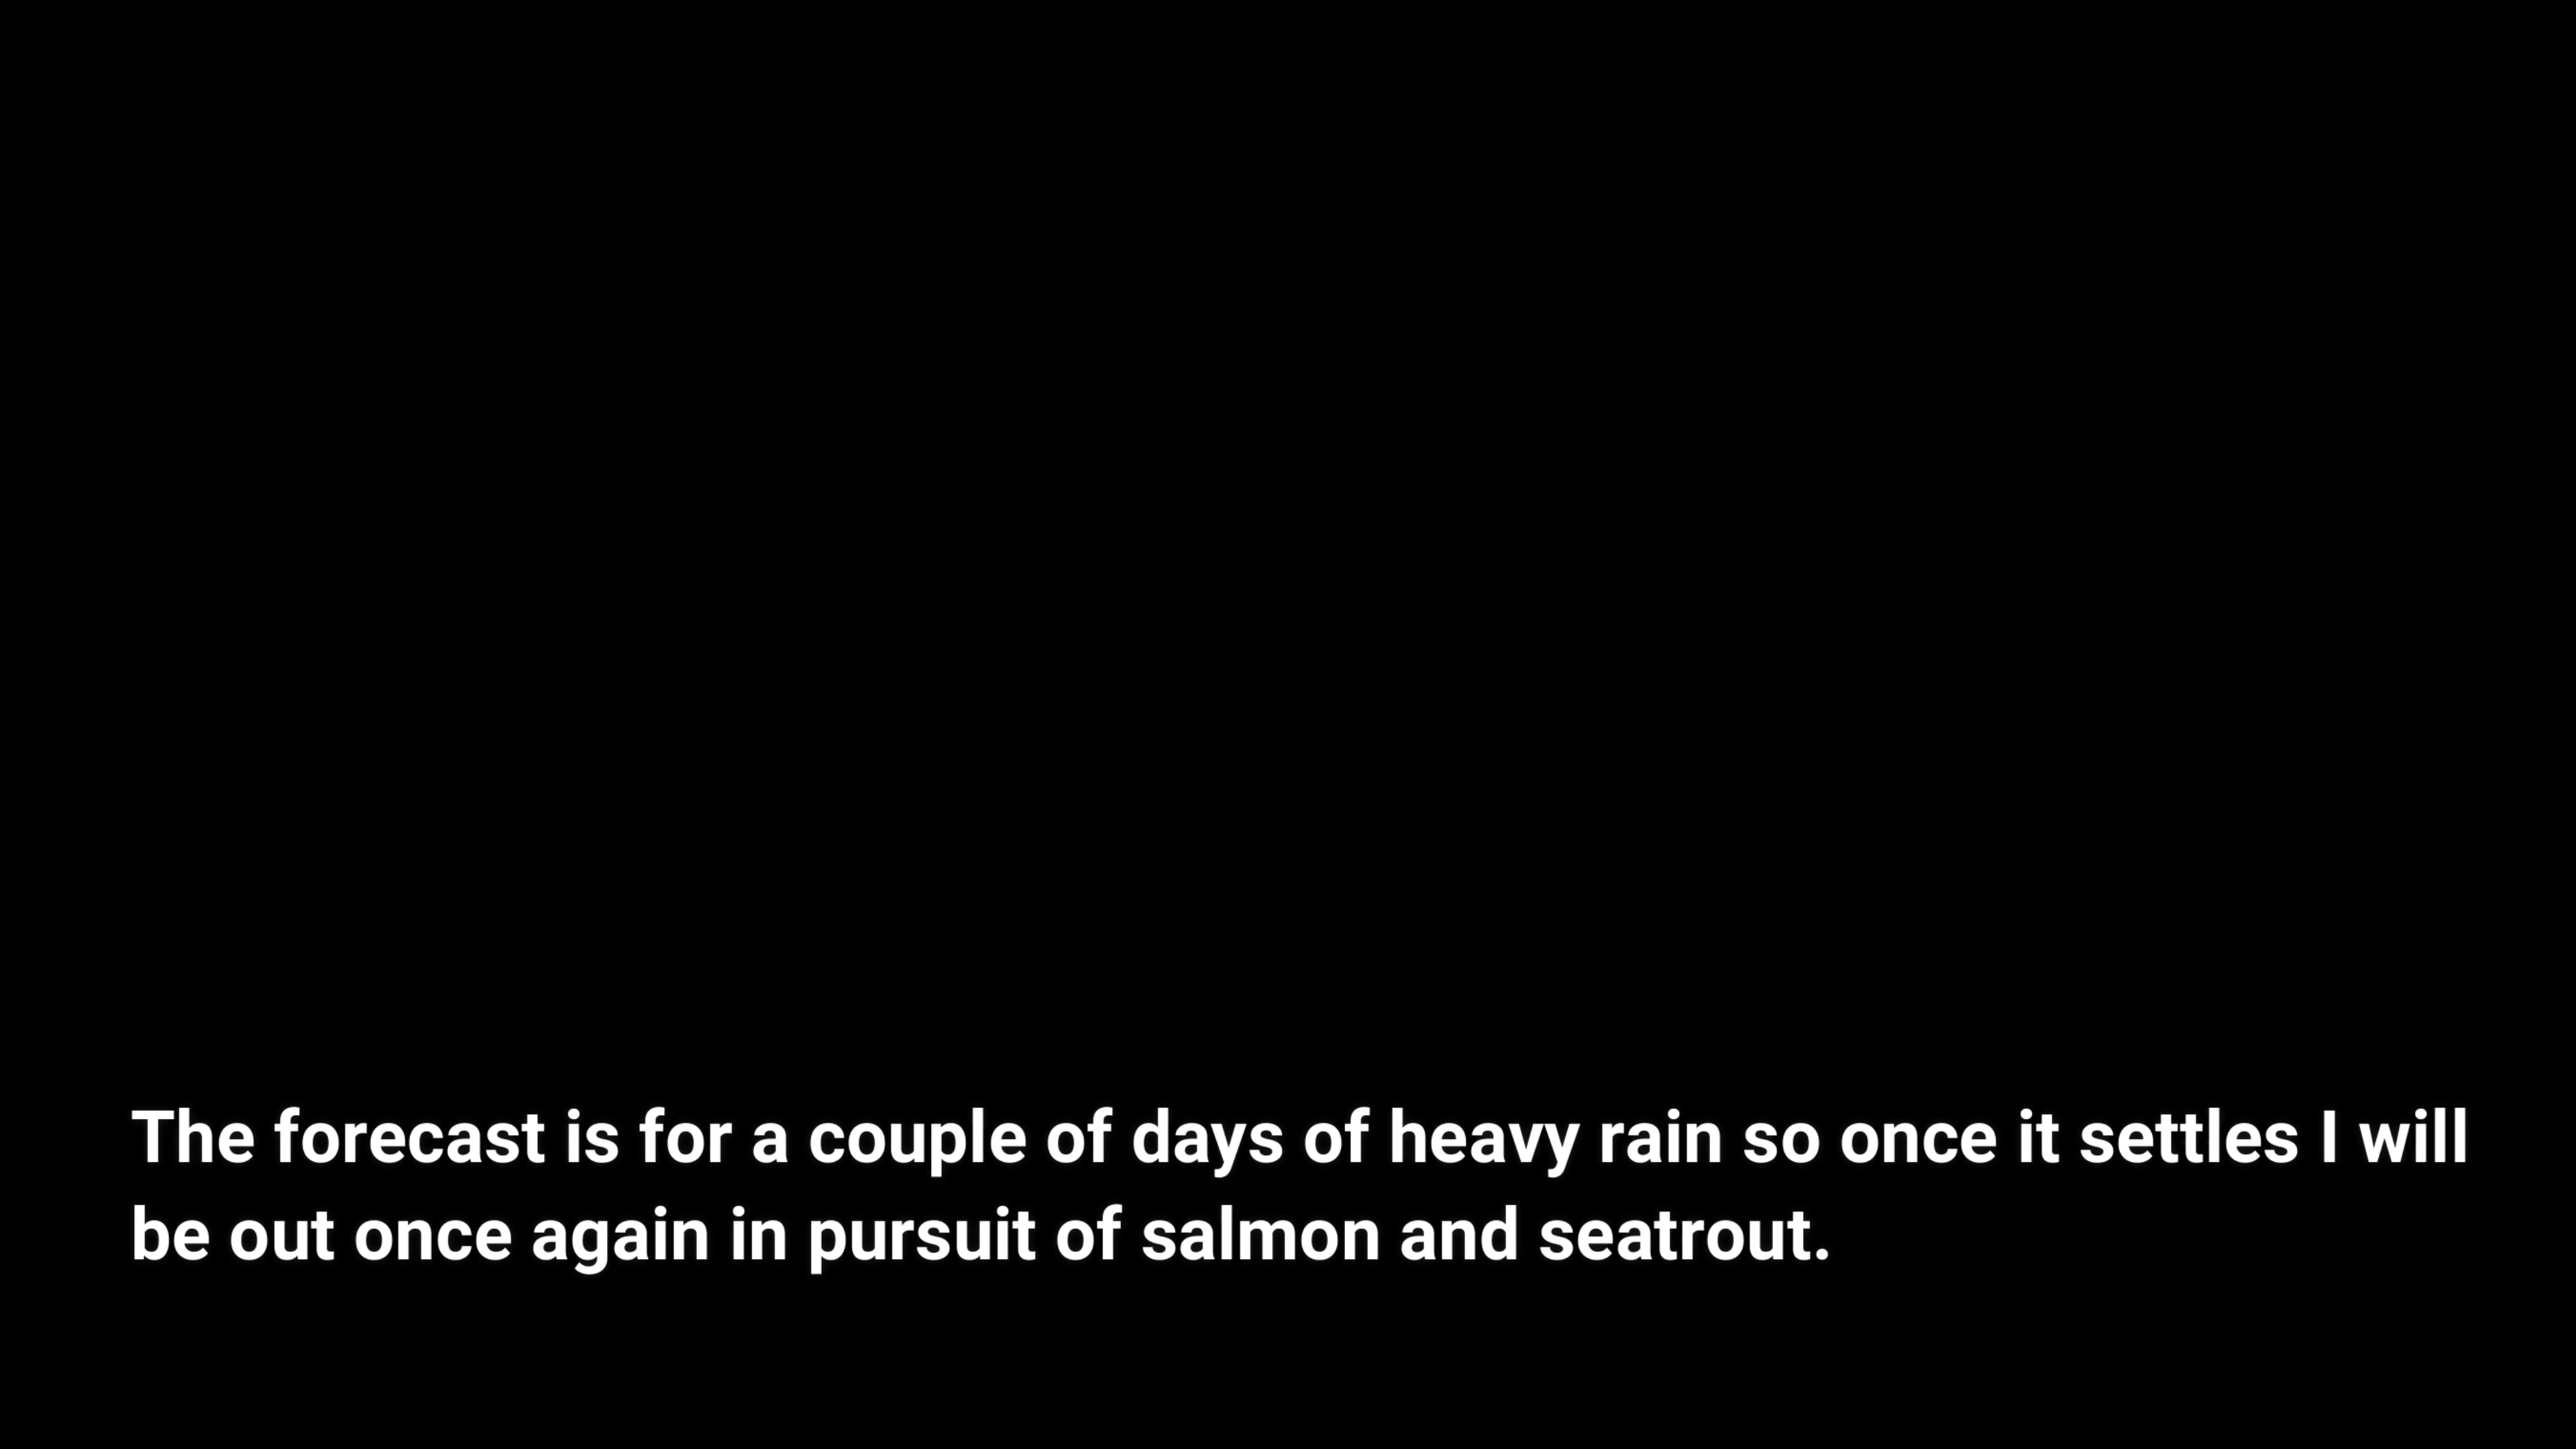 The forecast is for a couple of days of heavy rain so once it settles I will
be out once again in pursuit of salmon and seatrout.